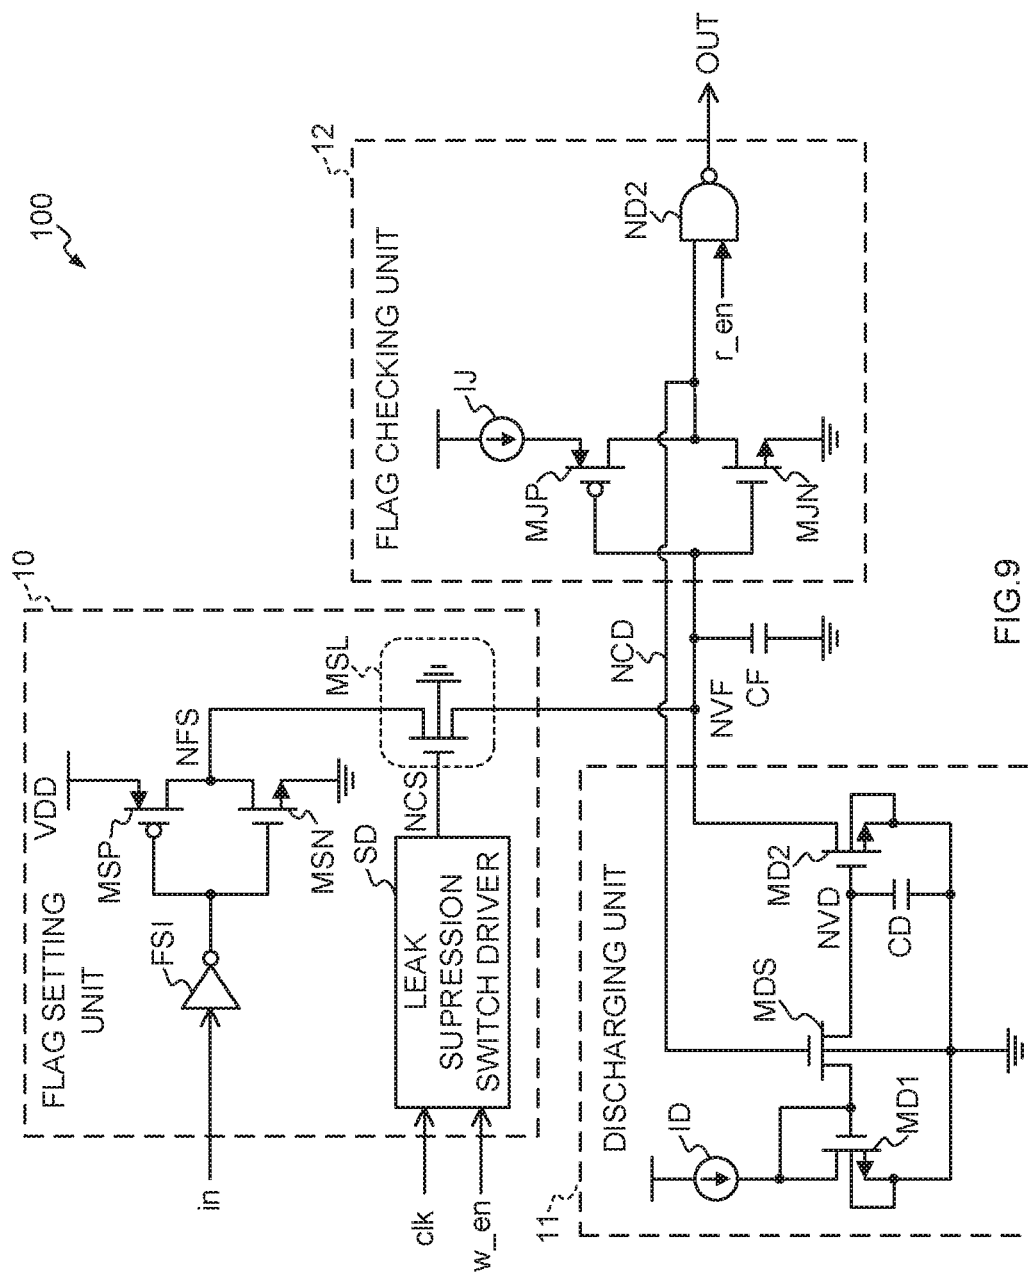 100
10
FLAG SETTING
UNIT
VDD
MSP
NFS
FSI
MSN
MSL
in
SD
NCS
LEAK
SUPRESSION
SWITCH DRIVER
clk
w_en
12
FLAG CHECKING UNIT
IJ
MJP
MJN
ND2
r_en
OUT
NCD
NVF
CF
11
DISCHARGING UNIT
ID
MD1
MDS
NVD
MD2
CD
FIG.9